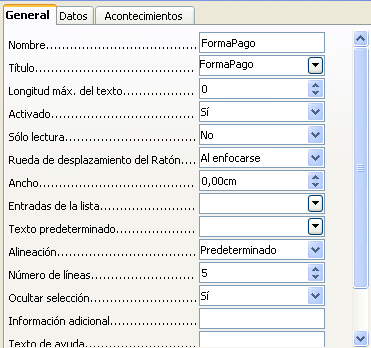 General Datos Acontecimientos
Nombre FormaPago
Título FormaPago
Longitud máx. del texto 0
Activado Sí
Sólo lectura No
Rueda de desplazamiento del Ratón Al enfocarse
Ancho 0,00cm
Entradas de la lista
Texto predeterminado
Alineación Predeterminado
Número de líneas 5
Ocultar selección Sí
Información adicional
Texto de ayuda